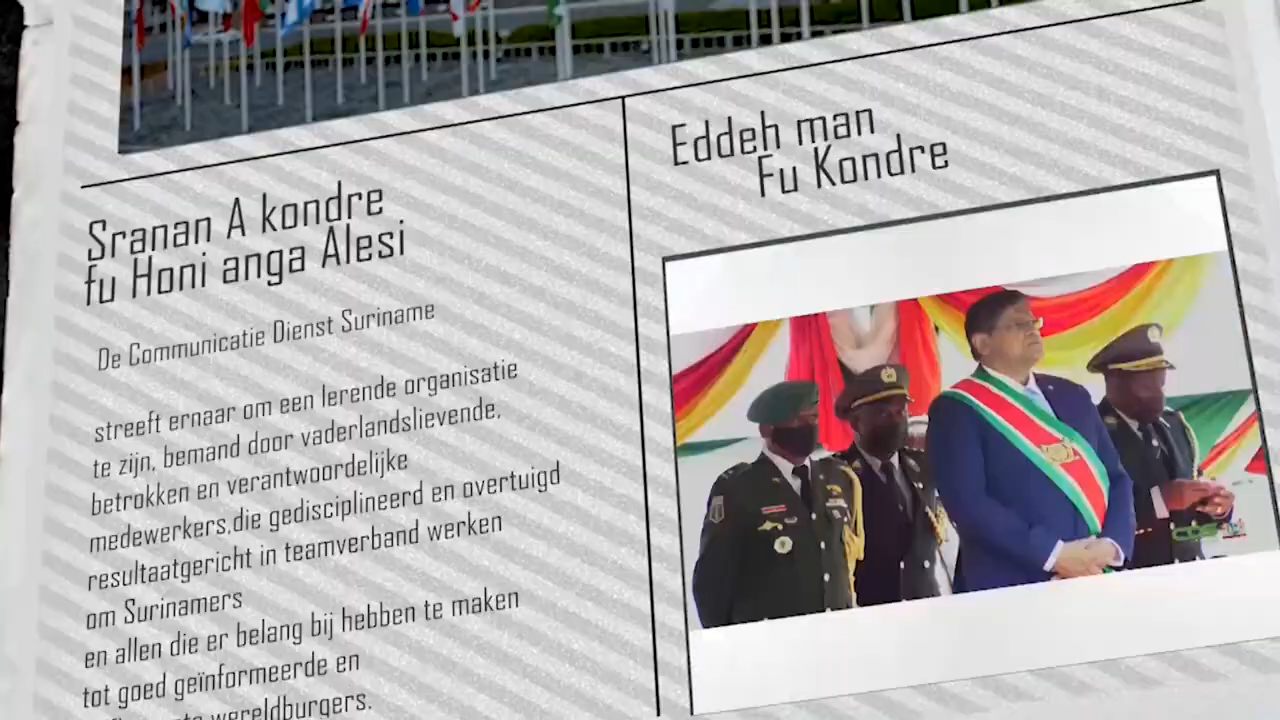 Sranan A kondre
fu Honi anga Alesi
De Communicatie Dienst Suriname
streeft ernaar om een lerende organisatie
te zijn, bemand door vaderlandslievende,
betrokken en verantwoordelijke
medewerkers,die gedisciplineerd en overtuigd
resultaatgericht in teamverband werken
om Surinamers
en allen die er belang bij hebben te maken
tot goed geïnformeerde en
wereldburgers.
Eddeh man
Fu Kondre